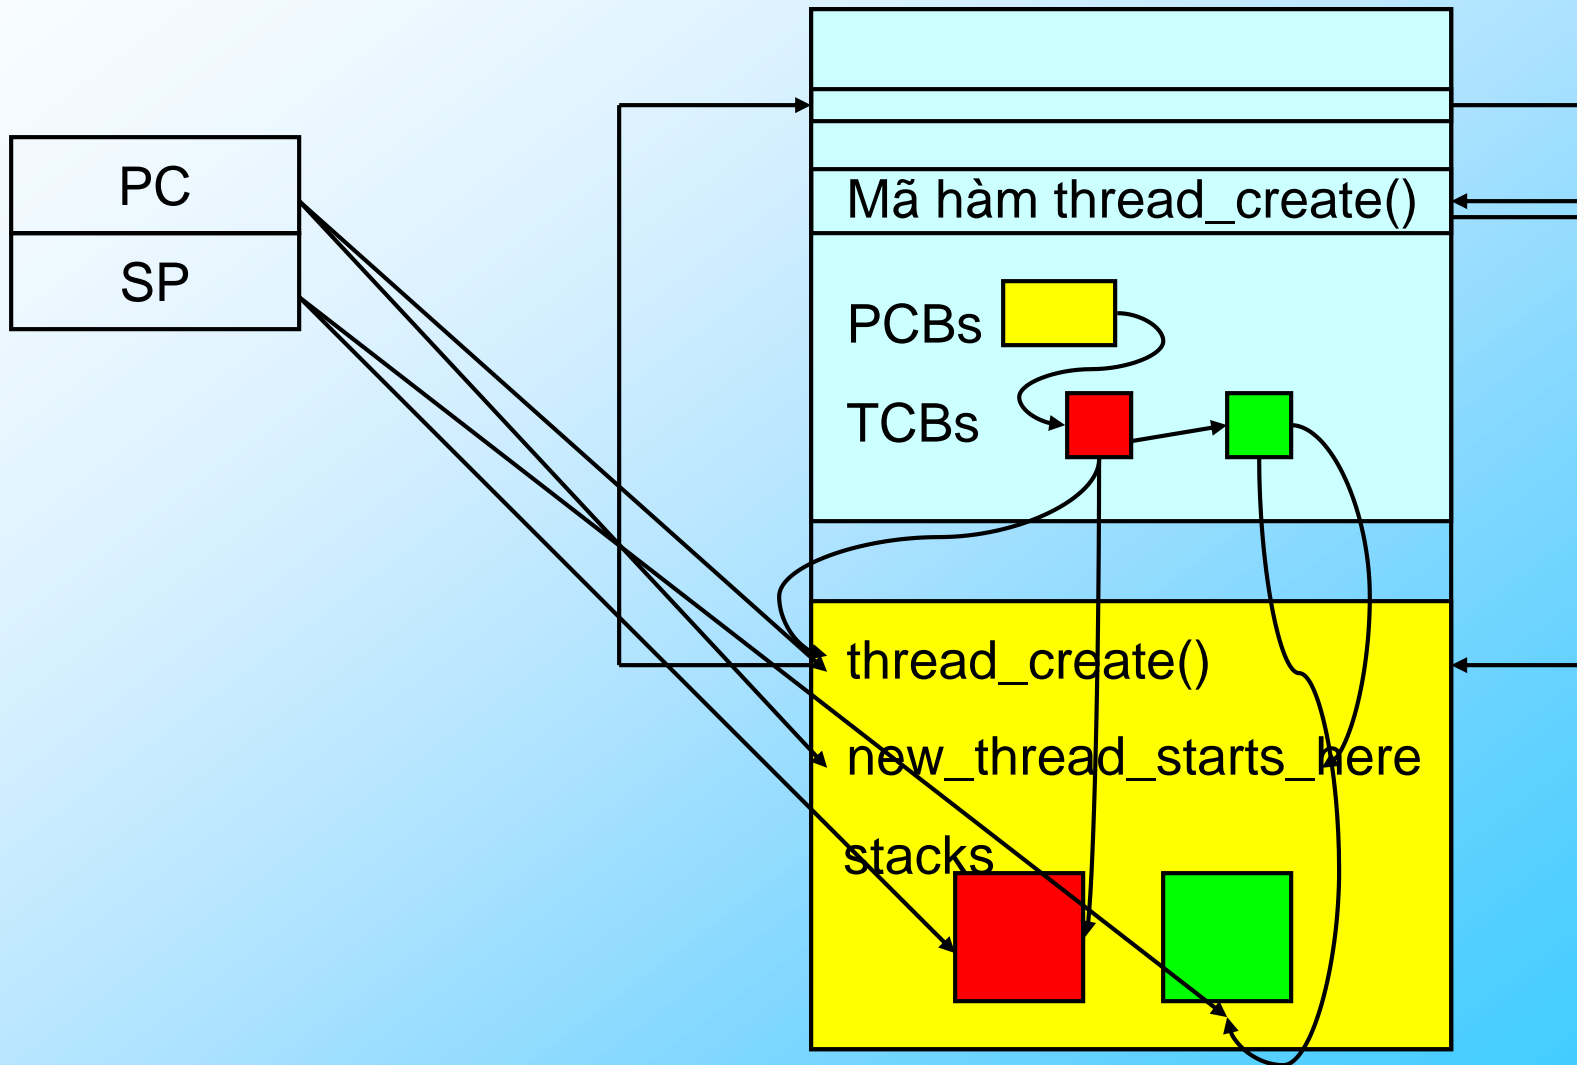 PC
SP
Mã hàm thread_create()
PCBs
TCBs
thread_create()
new_thread_starts_here
stacks